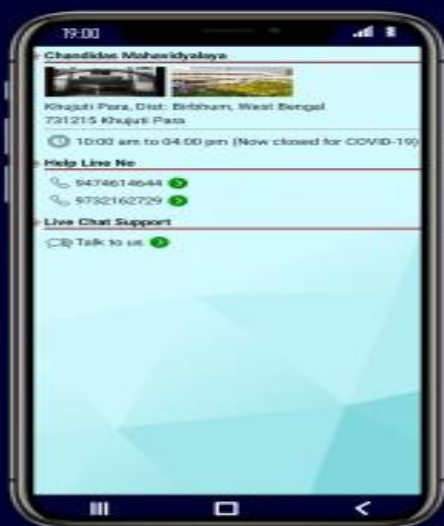 19:00
Chandidas Mahavidyalaya
Khujuti Para, Dist: Birbhum, West Bengal
731215 Khujuti Para
10:00 am to 04:00 pm (Now closed for COVID-19)
Help Line No
9474614644
9732162729
Live Chat Support
Talk to us